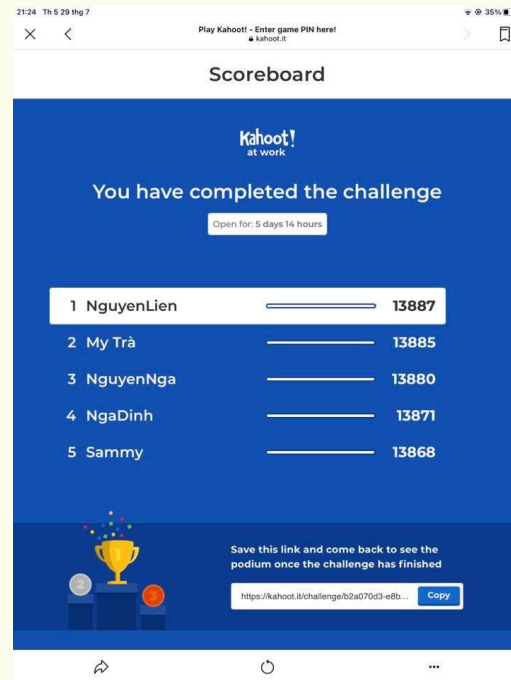 21:24 Th 5 29 thg 7
35%
Play Kahoot! - Enter game PIN here!
kahoot.it
Scoreboard
Kahoot!
at work
You have completed the challenge
Open for: 5 days 14 hours
1 NguyenLien 13887
2 My Trà 13885
3 NguyenNga 13880
4 NgaDinh 13871
5 Sammy 13868
1
2
3
Save this link and come back to see the
podium once the challenge has finished
https://kahoot.it/challenge/b2a070d3-e8b... Copy